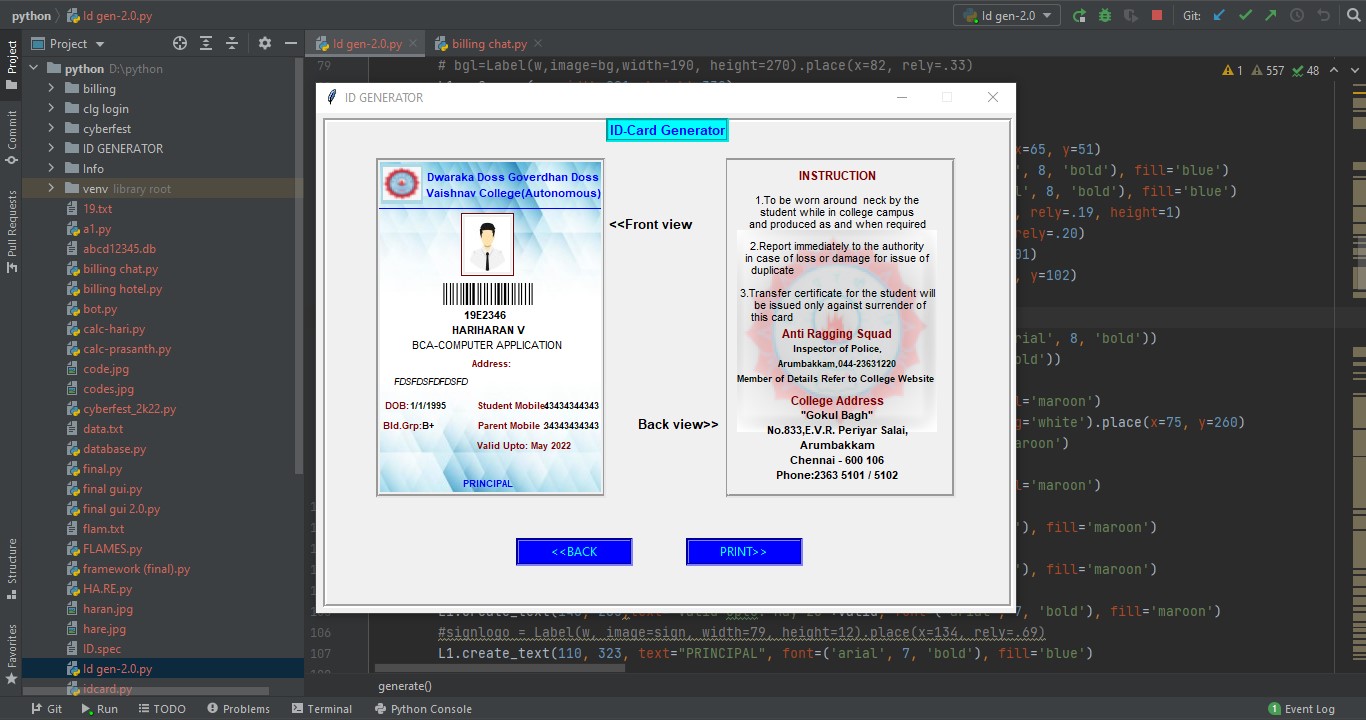 python
Id gen-2.0.py
Id gen-2.0
Git:
Project
Id gen-2.0.py
billing chat.py
python D:\python
billing
clg login
cyberfest
ID GENERATOR
Info
venv library root
19.txt
a1.py
abcd12345.db
billing chat.py
billing hotel.py
bot.py
calc-hari.py
calc-prasanth.py
code.jpg
codes.jpg
cyberfest_2k22.py
data.txt
database.py
final.py
final gui.py
final gui 2.0.py
flam.txt
FLAMES.py
framework (final).py
HA.RE.py
haran.jpg
hare.jpg
ID.spec
Id gen-2.0.py
idcard.py
Project
Commit
Pull Requests
Structure
Favorites
79 # bgl=Label(w,image=bg,width=190, height=270).place(x=82, rely=.33)
1 557 48
ID GENERATOR
ID-Card Generator
Dwaraka Doss Goverdhan Doss
Vaishnav College(Autonomous)
19E2346
HARIHARAN V
BCA-COMPUTER APPLICATION
Address:
FDSFDSFDFDSFD
DOB:1/1/1995 Student Mobile43434344343
Bld.Grp:B+ Parent Mobile 34343434343
Valid Upto: May 2022
PRINCIPAL
<<Front view
Back view>>
INSTRUCTION
1.To be worn around neck by the
student while in college campus
and produced as and when required
2.Report immediately to the authority
in case of loss or damage for issue of
duplicate
3.Transfer certificate for the student will
be issued only against surrender of
this card
Anti Ragging Squad
Inspector of Police,
Arumbakkam,044-23631220
Member of Details Refer to College Website
College Address
"Gokul Bagh"
No.833,E.V.R. Periyar Salai,
Arumbakkam
Chennai - 600 106
Phone:2363 5101 / 5102
<<BACK
PRINT>>
x=65, y=51)
', 8, 'bold'), fill='blue')
', 8, 'bold'), fill='blue')
, rely=.19, height=1)
rely=.20)
01)
, y=102)
ial', 8, 'bold'))
old'))
='maroon')
='white').place(x=75, y=260)
aroon')
='maroon')
), fill='maroon')
), fill='maroon')
'bold'), fill='maroon')
106 #signlogo = Label(w, image=sign, width=79, height=12).place(x=134, rely=.69)
107 L1.create_text(110, 323, text="PRINCIPAL", font=('arial', 7, 'bold'), fill='blue')
generate()
Git
Run
TODO
Problems
Terminal
Python Console
1 Event Log